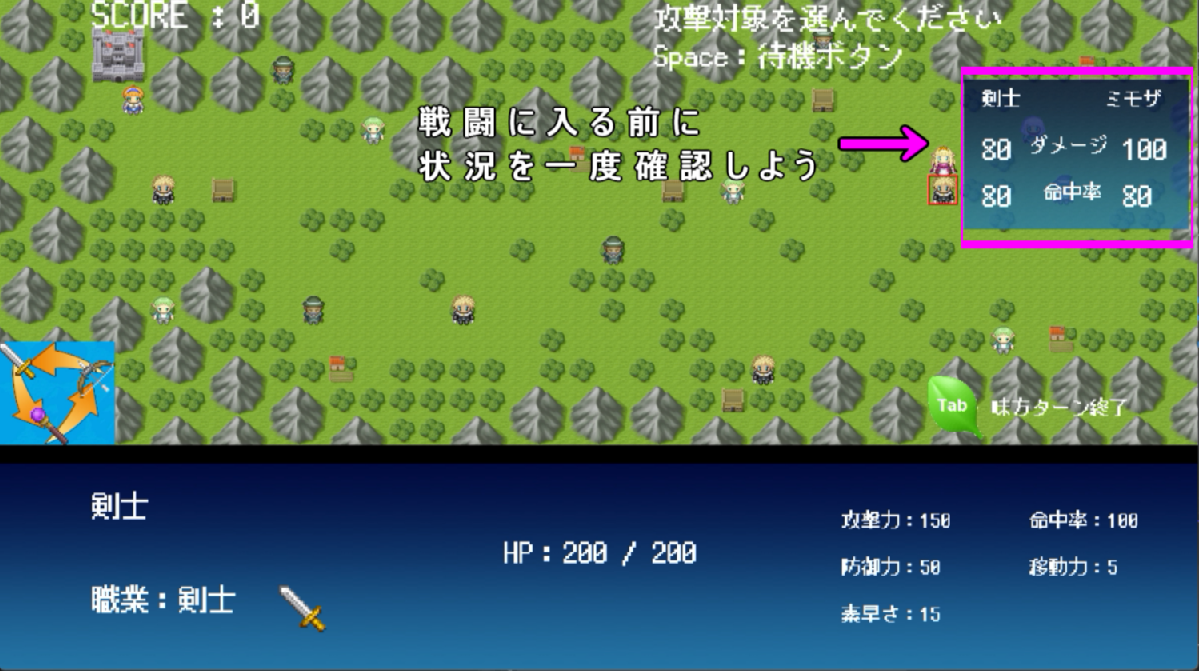 SCORE : 0
攻撃対象を選んでください
Space：待機ボタン
戦闘に入る前に
状況を一度確認しよう
剣士 ミモザ
80 ダメージ 100
80 命中率 80
Tab 味方ターン終了
剣士
HP：200 / 200
職業：剣士
攻撃力：150 命中率：100
防御力：50 移動力：5
素早さ：15